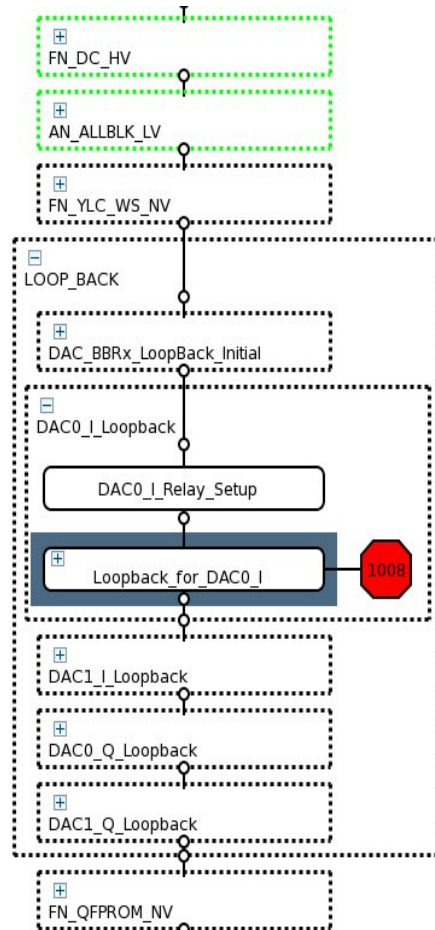 FN_DC_HV
AN_ALLBLK_LV
FN_YLC_WS_NV
LOOP_BACK
DAC_BBRx_LoopBack_Initial
DAC0_I_Loopback
DAC0_I_Relay_Setup
Loopback_for_DAC0_I
1008
DAC1_I_Loopback
DAC0_Q_Loopback
DAC1_Q_Loopback
FN_QFPROM_NV